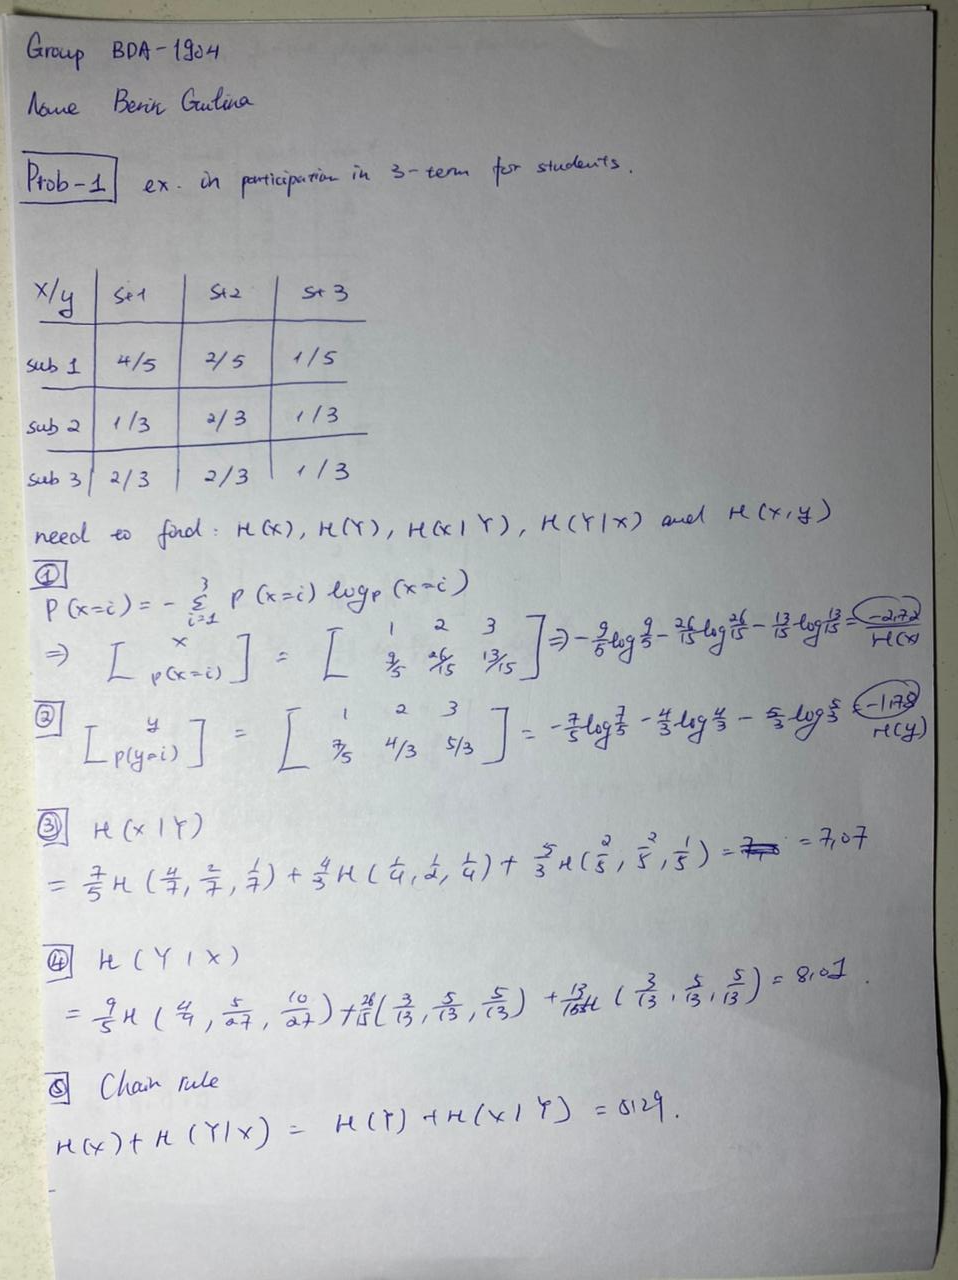 Group BDA-1904
Name Berik Gulina
Prob-1 ex. in participation in 3-term for students.
x/y st1 st2 st 3
sub 1 4/5 2/5 1/5
sub 2 1/3 2/3 1/3
sub 3 2/3 2/3 1/3
need to find: H(X), H(Y), H(X|Y), H(Y|X) and H(x,y)
① P(x=i) = - Σ³ᵢ₌₁ P(x=i) logp(x=i)
⇒ [x p(x=i)] = [1 2 3 9/5 26/15 13/15] ⇒ - 9/5 log 9/5 - 26/15 log 26/15 - 13/15 log 13/15 = -2,72 H(x)
② [y p(y=i)] = [1 2 3 7/5 4/3 5/3] = - 7/5 log 7/5 - 4/3 log 4/3 - 5/3 log 5/3 = -1,78 H(y)
③ H(X|Y)
= 7/5 H (4/7, 2/7, 1/7) + 4/3 H (1/4, 1/2, 1/4) + 5/3 H (2/5, 2/5, 1/5) = = 7,07
④ H(Y|X)
= 9/5 H (4/9, 5/27, 10/27) + 26/15 (3/13, 5/13, 5/13) + 13/15 H (3/13, 5/13, 5/13) = 8,01.
⑤ Chain rule
H(x) + H(Y|X) = H(Y) + H(X|Y) = 5,29.